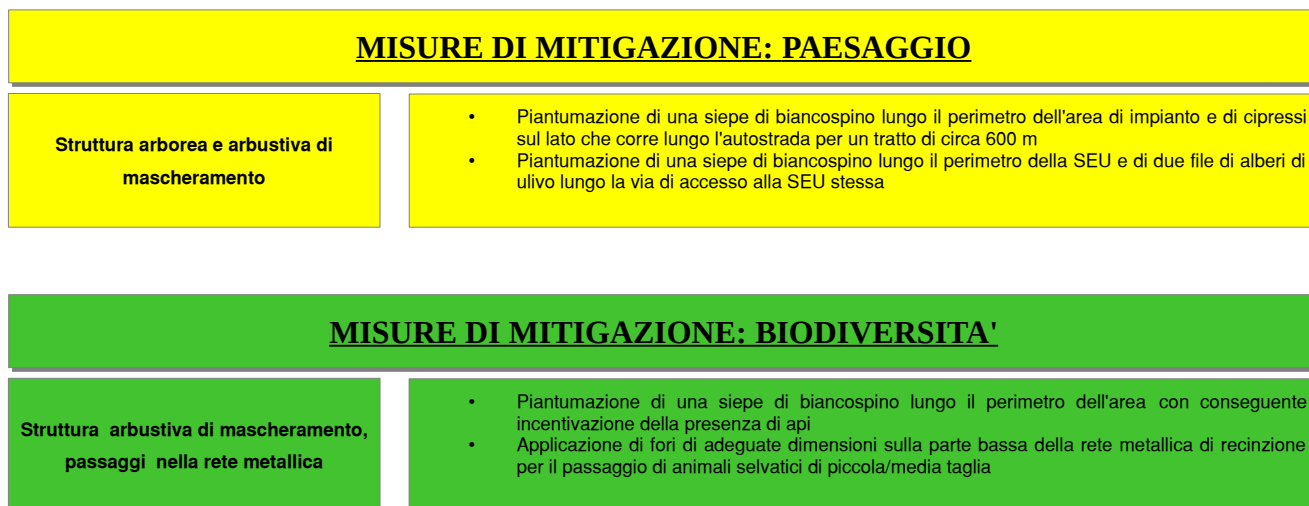 MISURE DI MITIGAZIONE: PAESAGGIO
Struttura arborea e arbustiva di
mascheramento
• Piantumazione di una siepe di biancospino lungo il perimetro dell'area di impianto e di cipressi
sul lato che corre lungo l'autostrada per un tratto di circa 600 m
• Piantumazione di una siepe di biancospino lungo il perimetro della SEU e di due file di alberi di
ulivo lungo la via di accesso alla SEU stessa
MISURE DI MITIGAZIONE: BIODIVERSITA'
Struttura arbustiva di mascheramento,
passaggi nella rete metallica
• Piantumazione di una siepe di biancospino lungo il perimetro dell'area con conseguente
incentivazione della presenza di api
• Applicazione di fori di adeguate dimensioni sulla parte bassa della rete metallica di recinzione
per il passaggio di animali selvatici di piccola/media taglia